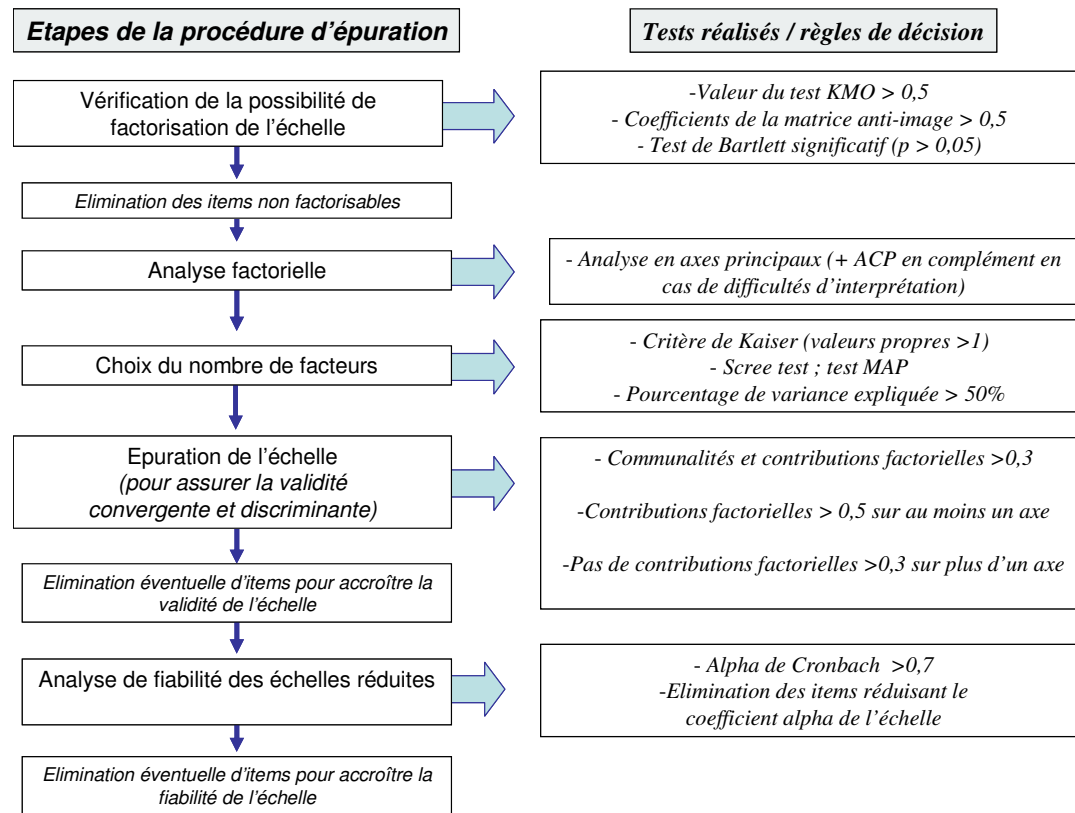 Etapes de la procédure d'épuration
Tests réalisés / règles de décision
Vérification de la possibilité de
factorisation de l'échelle
-Valeur du test KMO > 0,5
- Coefficients de la matrice anti-image > 0,5
- Test de Bartlett significatif (p > 0,05)
Elimination des items non factorisables
Analyse factorielle
- Analyse en axes principaux (+ ACP en complément en
cas de difficultés d'interprétation)
Choix du nombre de facteurs
- Critère de Kaiser (valeurs propres >1)
- Scree test ; test MAP
- Pourcentage de variance expliquée > 50%
Epuration de l'échelle
(pour assurer la validité
convergente et discriminante)
- Communalités et contributions factorielles >0,3
-Contributions factorielles > 0,5 sur au moins un axe
-Pas de contributions factorielles >0,3 sur plus d'un axe
Elimination éventuelle d'items pour accroître la
validité de l'échelle
Analyse de fiabilité des échelles réduites
- Alpha de Cronbach >0,7
-Elimination des items réduisant le
coefficient alpha de l'échelle
Elimination éventuelle d'items pour accroître la
fiabilité de l'échelle